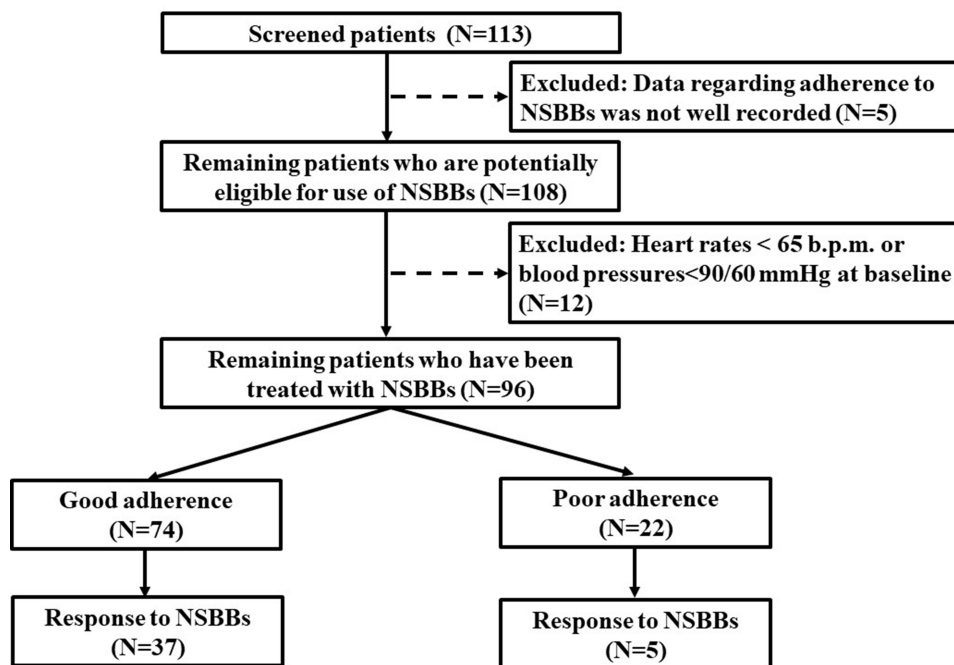 Screened patients (N=113)
Excluded: Data regarding adherence to
NSBBs was not well recorded (N=5)
Remaining patients who are potentially
eligible for use of NSBBs (N=108)
Excluded: Heart rates < 65 b.p.m. or
blood pressures<90/60 mmHg at baseline
(N=12)
Remaining patients who have been
treated with NSBBs (N=96)
Good adherence
(N=74)
Poor adherence
(N=22)
Response to NSBBs
(N=37)
Response to NSBBs
(N=5)